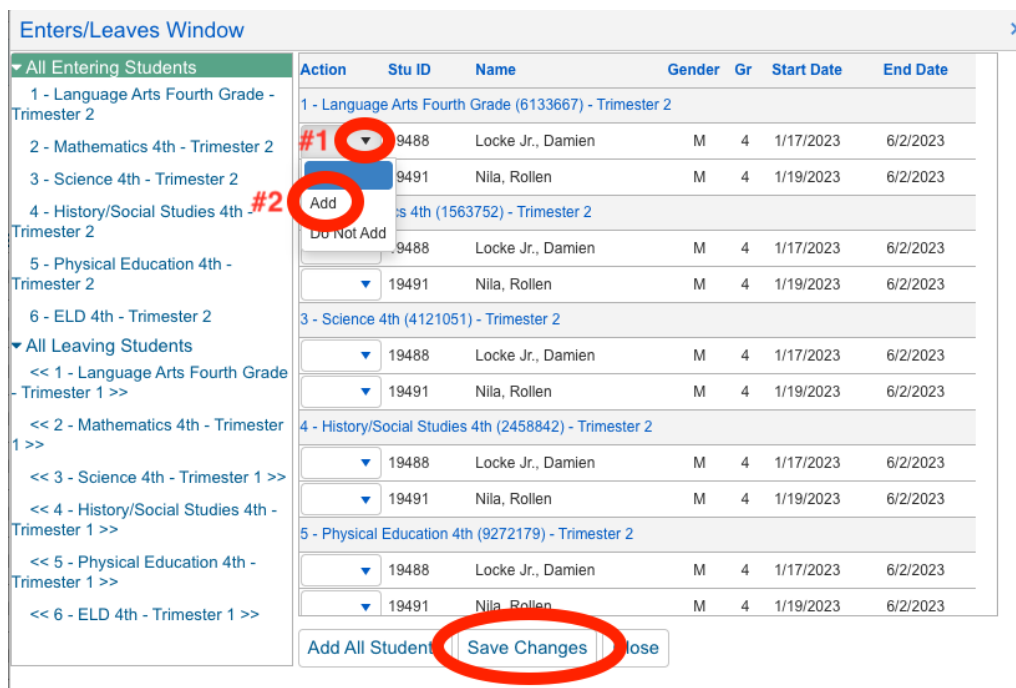 Enters/Leaves Window
All Entering Students
1 - Language Arts Fourth Grade -
Trimester 2
2 - Mathematics 4th - Trimester 2
3 - Science 4th - Trimester 2
4 - History/Social Studies 4th -
Trimester 2
5 - Physical Education 4th -
Trimester 2
6 - ELD 4th - Trimester 2
All Leaving Students
<< 1 - Language Arts Fourth Grade
- Trimester 1 >>
<< 2 - Mathematics 4th - Trimester
1 >>
<< 3 - Science 4th - Trimester 1 >>
<< 4 - History/Social Studies 4th -
Trimester 1 >>
<< 5 - Physical Education 4th -
Trimester 1 >>
<< 6 - ELD 4th - Trimester 1 >>
Action Stu ID Name Gender Gr Start Date End Date
1 - Language Arts Fourth Grade (6133667) - Trimester 2
#1 9488 Locke Jr., Damien M 4 1/17/2023 6/2/2023
9491 Nila, Rollen M 4 1/19/2023 6/2/2023
#2 Add
Do Not Add
s 4th (1563752) - Trimester 2
9488 Locke Jr., Damien M 4 1/17/2023 6/2/2023
19491 Nila, Rollen M 4 1/19/2023 6/2/2023
3 - Science 4th (4121051) - Trimester 2
19488 Locke Jr., Damien M 4 1/17/2023 6/2/2023
19491 Nila, Rollen M 4 1/19/2023 6/2/2023
4 - History/Social Studies 4th (2458842) - Trimester 2
19488 Locke Jr., Damien M 4 1/17/2023 6/2/2023
19491 Nila, Rollen M 4 1/19/2023 6/2/2023
5 - Physical Education 4th (9272179) - Trimester 2
19488 Locke Jr., Damien M 4 1/17/2023 6/2/2023
19491 Nila, Rollen M 4 1/19/2023 6/2/2023
Add All Student Save Changes lose